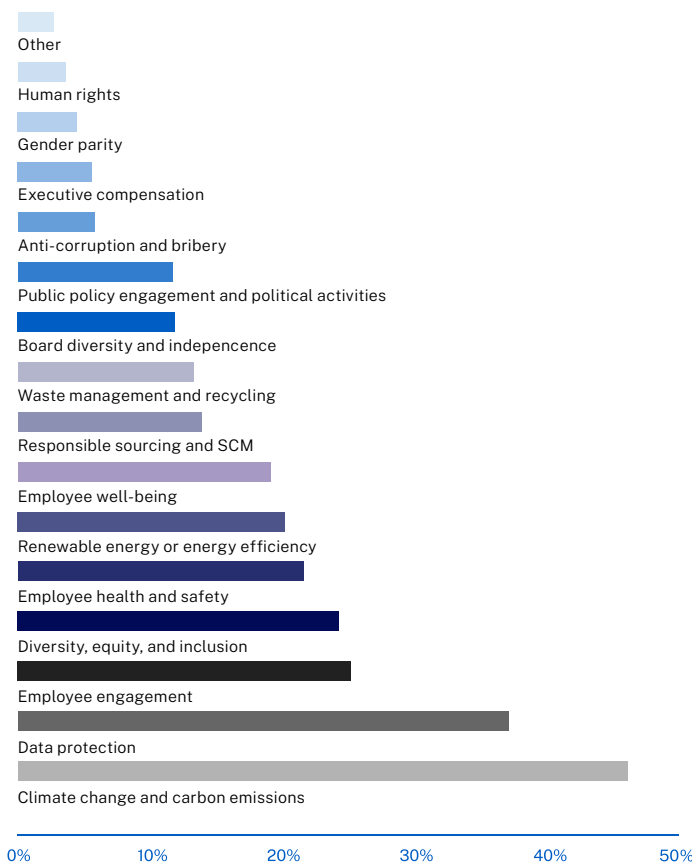 Other
Human rights
Gender parity
Executive compensation
Anti-corruption and bribery
Public policy engagement and political activities
Board diversity and indepencence
Waste management and recycling
Responsible sourcing and SCM
Employee well-being
Renewable energy or energy efficiency
Employee health and safety
Diversity, equity, and inclusion
Employee engagement
Data protection
Climate change and carbon emissions
0% 10% 20% 30% 40% 50%